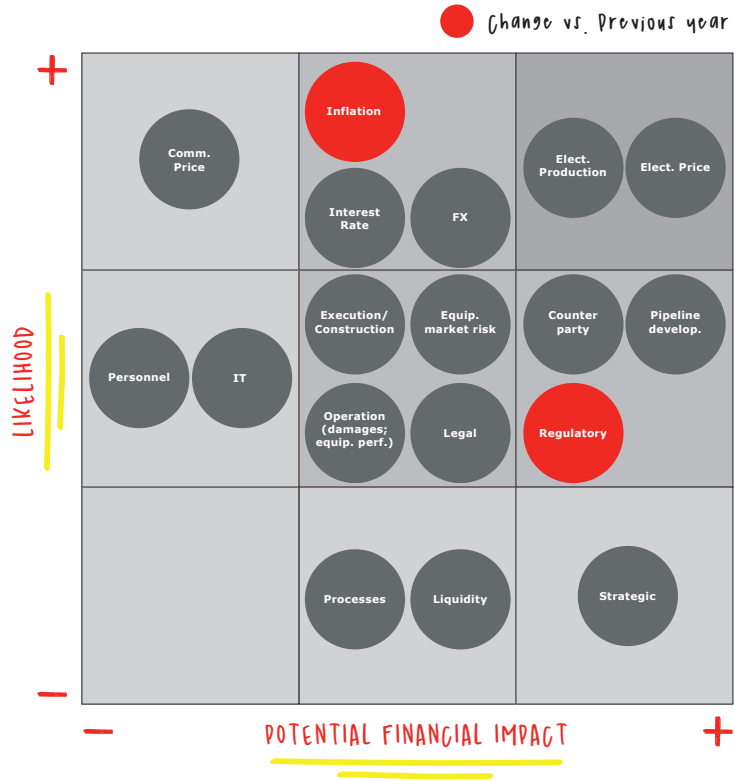 Change vs. Previous year
+
Inflation
Comm.
Price
Elect.
Production
Elect. Price
Interest
Rate
FX
Execution/
Construction
Equip.
market risk
Counter
party
Pipeline
develop.
LIKELIHOOD
Personnel
IT
Operation
(damages;
equip. perf.)
Legal
Regulatory
Processes
Liquidity
Strategic
–
– POTENTIAL FINANCIAL IMPACT +